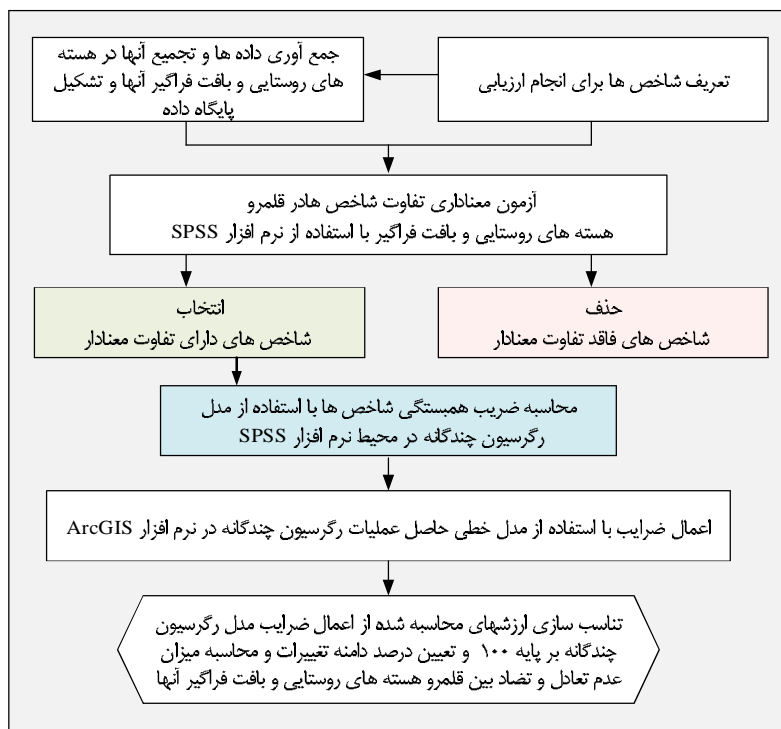 تعریف شاخص ها برای انجام ارزیابی
جمع آوری داده ها و تجمیع آنها در هسته
های روستایی و بافت فراگیر آنها و تشکیل
پایگاه داده
آزمون معناداری تفاوت شاخص هادر قلمرو
هسته های روستایی و بافت فراگیر با استفاده از نرم افزار SPSS
حذف
شاخص های فاقد تفاوت معنادار
انتخاب
شاخص های دارای تفاوت معنادار
محاسبه ضریب همبستگی شاخص ها با استفاده از مدل
رگرسیون چندگانه در محیط نرم افزار SPSS
اعمال ضرایب با استفاده از مدل خطی حاصل عملیات رگرسیون چندگانه در نرم افزار ArcGIS
تناسب سازی ارزشهای محاسبه شده از اعمال ضرایب مدل رگرسیون
چندگانه بر پایه ۱۰۰ و تعیین درصد دامنه تغییرات و محاسبه میزان
عدم تعادل و تضاد بین قلمرو هسته های روستایی و بافت فراگیر آنها